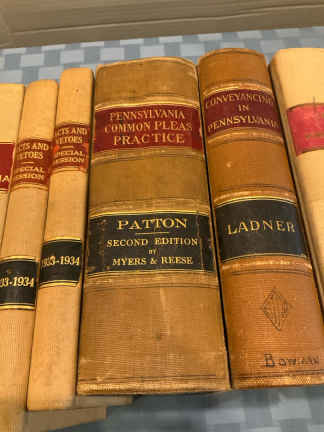 ACTS AND
VETOES
SPECIAL
SESSION
1933-1934
ACTS AND
VETOES
SPECIAL
SESSION
1933-1934
PENNSYLVANIA
COMMON PLEAS
PRACTICE
PATTON
SECOND EDITION
BY
MYERS & REESE
CONVEYANCING
IN
PENNSYLVANIA
LADNER
Bowman